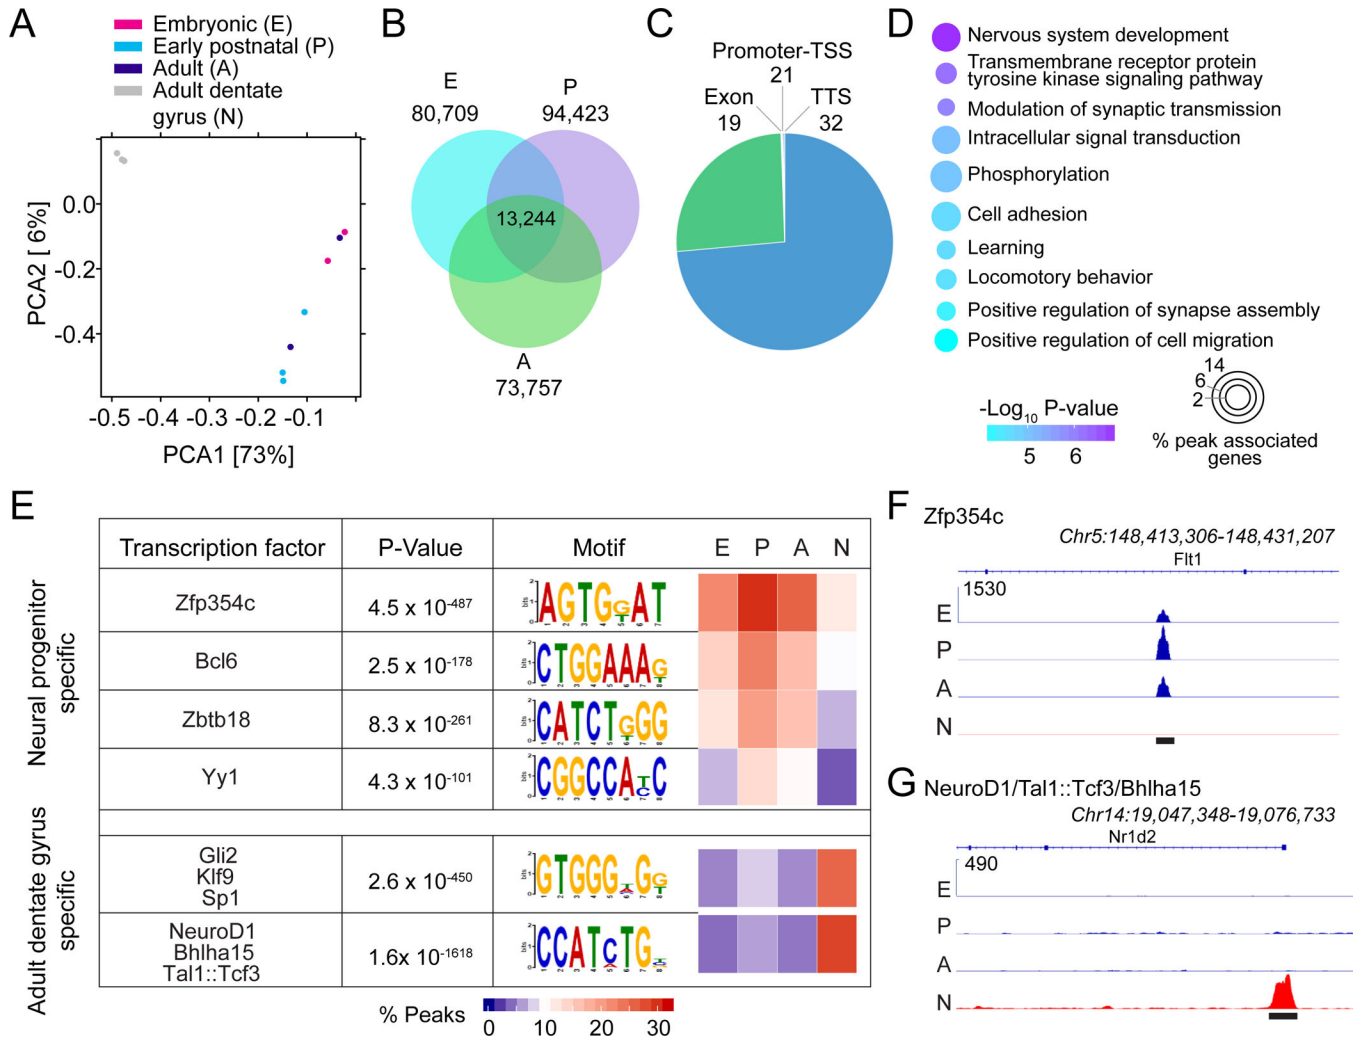 A
Embryonic (E)
Early postnatal (P)
Adult (A)
Adult dentate
gyrus (N)
0.0
-0.2
-0.4
PCA2 [ 6%]
-0.5 -0.4 -0.3 -0.2 -0.1
PCA1 [73%]
B
E
80,709
P
94,423
13,244
A
73,757
C
Promoter-TSS
21
Exon
19
TTS
32
D
Nervous system development
Transmembrane receptor protein
tyrosine kinase signaling pathway
Modulation of synaptic transmission
Intracellular signal transduction
Phosphorylation
Cell adhesion
Learning
Locomotory behavior
Positive regulation of synapse assembly
Positive regulation of cell migration
-Log10 P-value
5 6
14
6
2
% peak associated
genes
E
Neural progenitor
specific
Adult dentate gyrus
specific
Transcription factor P-Value Motif E P A N
Zfp354c 4.5 x 10-487 AGTGGAT
Bcl6 2.5 x 10-178 CTGGAAAG
Zbtb18 8.3 x 10-261 CATCTGGG
Yy1 4.3 x 10-101 CGGCCATC
Gli2
Klf9
Sp1
2.6 x 10-450
GTGGG GG
NeuroD1
Bhlha15
Tal1::Tcf3
1.6x 10-1618
CCATCTG
% Peaks
0 10 20 30
F
Zfp354c
Chr5:148,413,306-148,431,207
Flt1
1530
E
P
A
N
G
NeuroD1/Tal1::Tcf3/Bhlha15
Chr14:19,047,348-19,076,733
Nr1d2
490
E
P
A
N